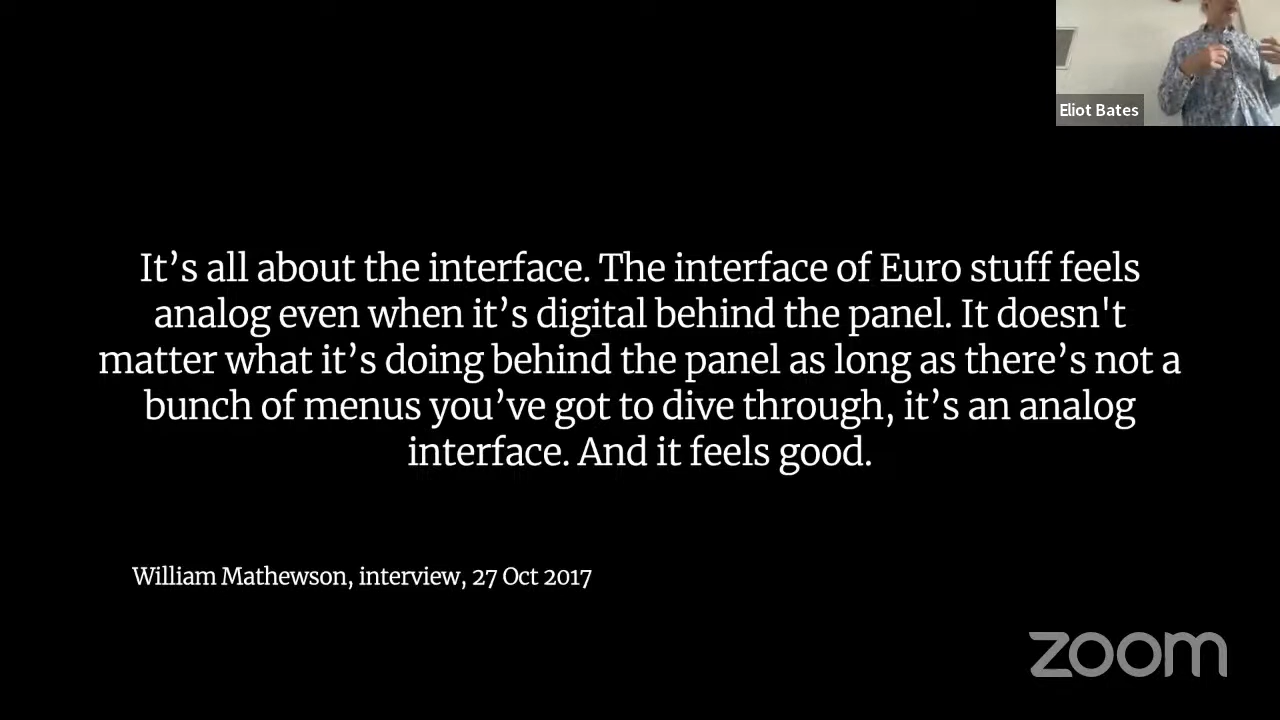 Eliot Bates
It’s all about the interface. The interface of Euro stuff feels
analog even when it’s digital behind the panel. It doesn't
matter what it’s doing behind the panel as long as there’s not a
bunch of menus you’ve got to dive through, it’s an analog
interface. And it feels good.
William Mathewson, interview, 27 Oct 2017
zoom